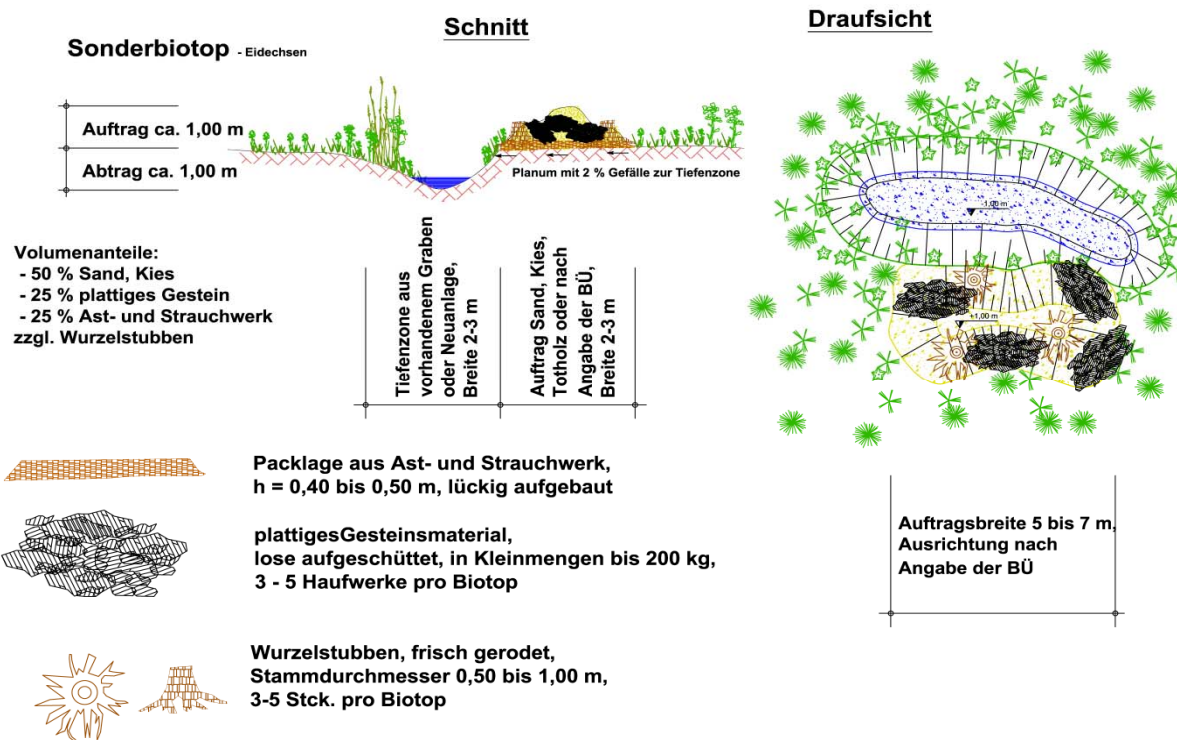 Schnitt
Draufsicht
Sonderbiotop - Eidechsen
Auftrag ca. 1,00 m
Abtrag ca. 1,00 m
Planum mit 2 % Gefälle zur Tiefenzone
-1,00 m
+1,00 m
Volumenanteile:
- 50 % Sand, Kies
- 25 % plattiges Gestein
- 25 % Ast- und Strauchwerk
zzgl. Wurzelstubben
Tiefenzone aus
vorhandenem Graben
oder Neuanlage,
Breite 2-3 m
Auftrag Sand, Kies,
Totholz oder nach
Angabe der BÜ,
Breite 2-3 m
Packlage aus Ast- und Strauchwerk,
h = 0,40 bis 0,50 m, lückig aufgebaut
plattigesGesteinsmaterial,
lose aufgeschüttet, in Kleinmengen bis 200 kg,
3 - 5 Haufwerke pro Biotop
Auftragsbreite 5 bis 7 m,
Ausrichtung nach
Angabe der BÜ
Wurzelstubben, frisch gerodet,
Stammdurchmesser 0,50 bis 1,00 m,
3-5 Stck. pro Biotop